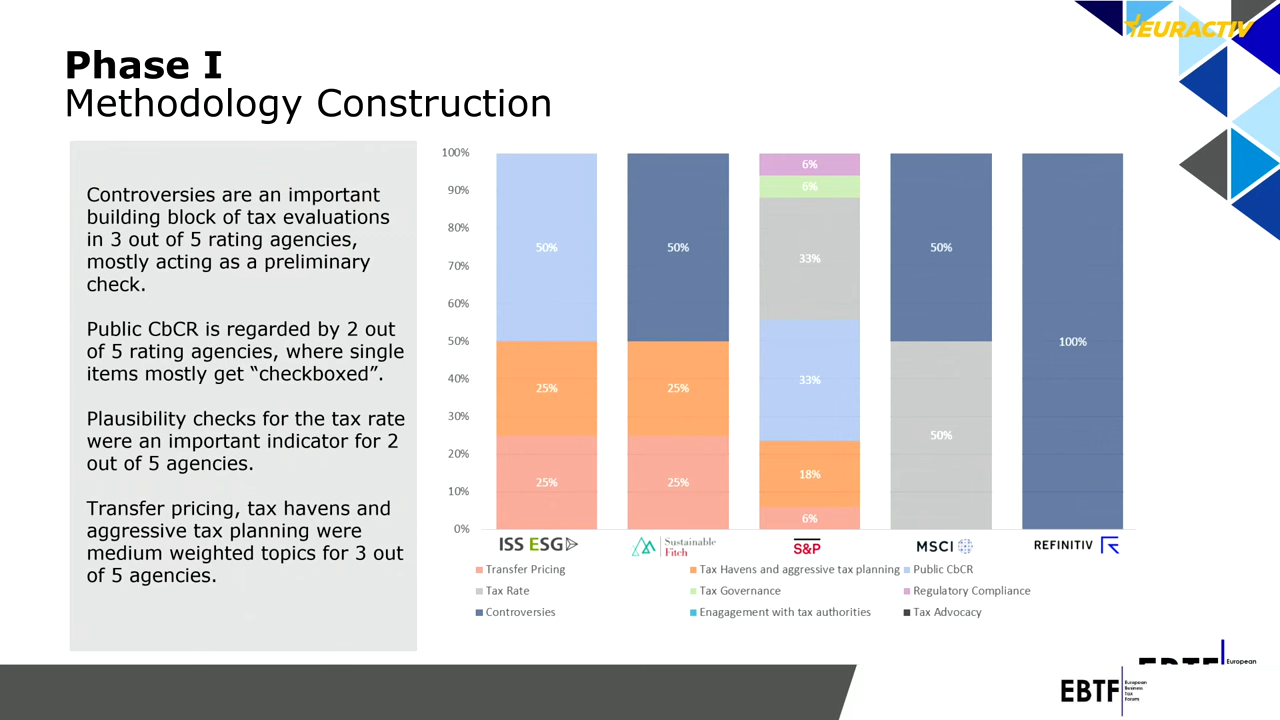 EURACTIV
Phase I
Methodology Construction
Controversies are an important
building block of tax evaluations
in 3 out of 5 rating agencies,
mostly acting as a preliminary
check.
Public CbCR is regarded by 2 out
of 5 rating agencies, where single
items mostly get “checkboxed”.
Plausibility checks for the tax rate
were an important indicator for 2
out of 5 agencies.
Transfer pricing, tax havens and
aggressive tax planning were
medium weighted topics for 3 out
of 5 agencies.
100%
90%
80%
70%
60%
50%
40%
30%
20%
10%
0%
50%
25%
25%
50%
25%
25%
6%
6%
33%
33%
18%
6%
50%
50%
100%
ISS ESG
Sustainable
Fitch
S&P
MSCI
REFINITIV
Transfer Pricing
Tax Havens and aggressive tax planning
Public CbCR
Tax Rate
Tax Governance
Regulatory Compliance
Controversies
Enagagement with tax authorities
Tax Advocacy
European
EBTF
European
Business
Tax
Forum